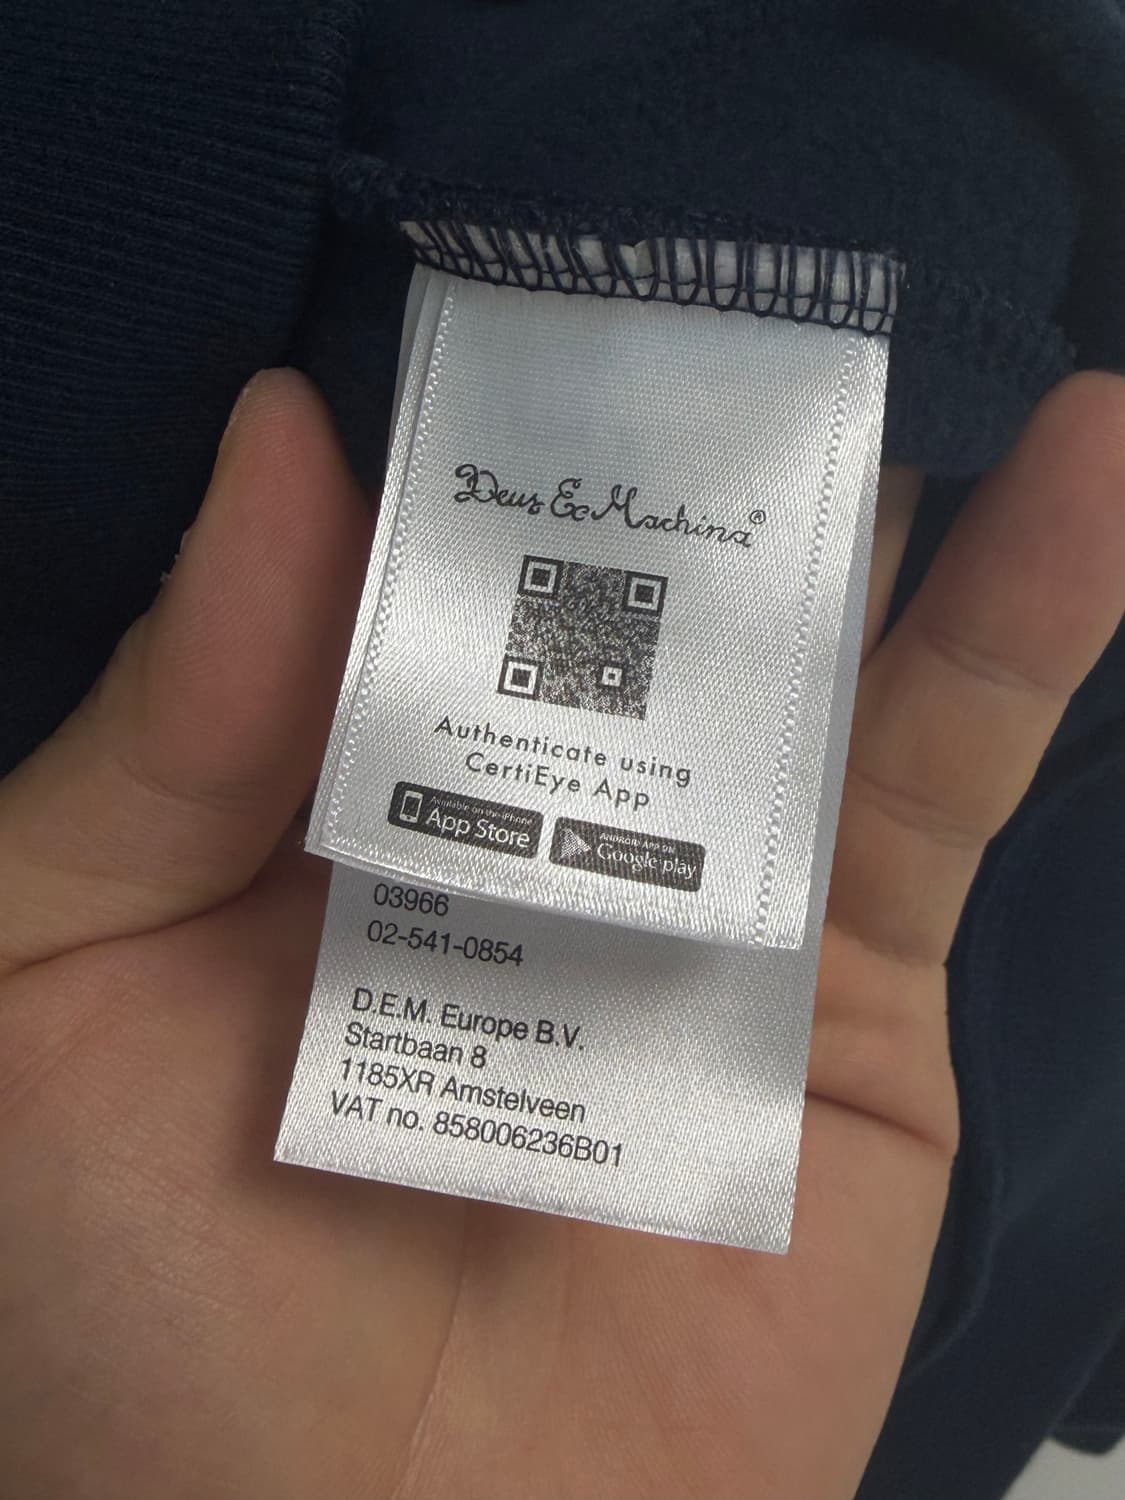 Deus Ex Machina®
Authenticate using
CertiEye App
Available on the iPhone
App Store
ANDROID APP ON
Google play
03966
02-541-0854
D.E.M. Europe B.V.
Startbaan 8
1185XR Amstelveen
VAT no. 858006236B01